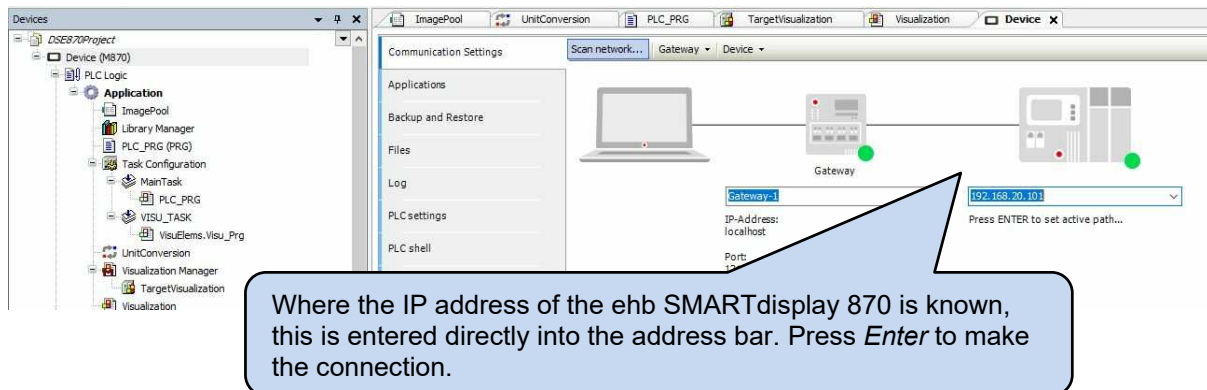 Devices
DSE870Project
Device (M870)
PLC Logic
Application
ImagePool
Library Manager
PLC_PRG (PRG)
Task Configuration
MainTask
PLC_PRG
VISU_TASK
VisuElems.Visu_Prg
UnitConversion
Visualization Manager
TargetVisualization
Visualization
ImagePool UnitConversion PLC_PRG TargetVisualization Visualization Device
Communication Settings
Applications
Backup and Restore
Files
Log
PLC settings
PLC shell
Scan network... Gateway Device
Gateway
Gateway-1
IP-Address:
localhost
Port:
192.168.20.101
Press ENTER to set active path...
Where the IP address of the ehb SMARTdisplay 870 is known,
this is entered directly into the address bar. Press Enter to make
the connection.